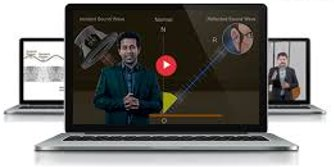 Incident Sound Wave
Normal
Reflected Sound Wave
N
R